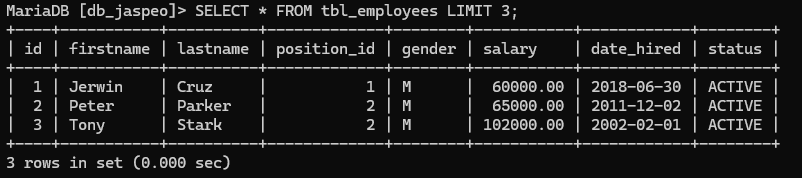 MariaDB [db_jaspeo]> SELECT * FROM tbl_employees LIMIT 3;
+----+-----------+----------+-------------+--------+-----------+------------+--------+
| id | firstname | lastname | position_id | gender | salary    | date_hired | status |
+----+-----------+----------+-------------+--------+-----------+------------+--------+
|  1 | Jerwin    | Cruz     |           1 | M      |  60000.00 | 2018-06-30 | ACTIVE |
|  2 | Peter     | Parker   |           2 | M      |  65000.00 | 2011-12-02 | ACTIVE |
|  3 | Tony      | Stark    |           2 | M      | 102000.00 | 2002-02-01 | ACTIVE |
+----+-----------+----------+-------------+--------+-----------+------------+--------+
3 rows in set (0.000 sec)